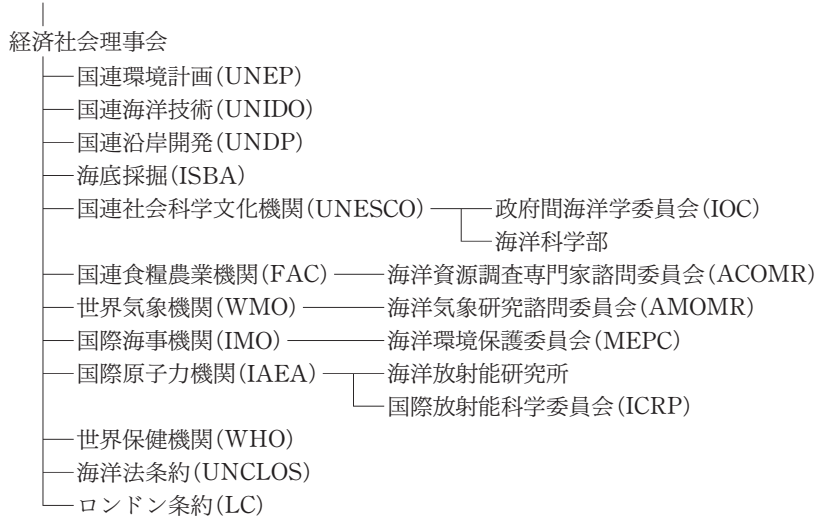 経済社会理事会
国連環境計画(UNEP)
国連海洋技術(UNIDO)
国連沿岸開発(UNDP)
海底採掘(ISBA)
国連社会科学文化機関(UNESCO) 政府間海洋学委員会(IOC)
海洋科学部
国連食糧農業機関(FAC) 海洋資源調査専門家諮問委員会(ACOMR)
世界気象機関(WMO) 海洋気象研究諮問委員会(AMOMR)
国際海事機関(IMO) 海洋環境保護委員会(MEPC)
国際原子力機関(IAEA) 海洋放射能研究所
国際放射能科学委員会(ICRP)
世界保健機関(WHO)
海洋法条約(UNCLOS)
ロンドン条約(LC)